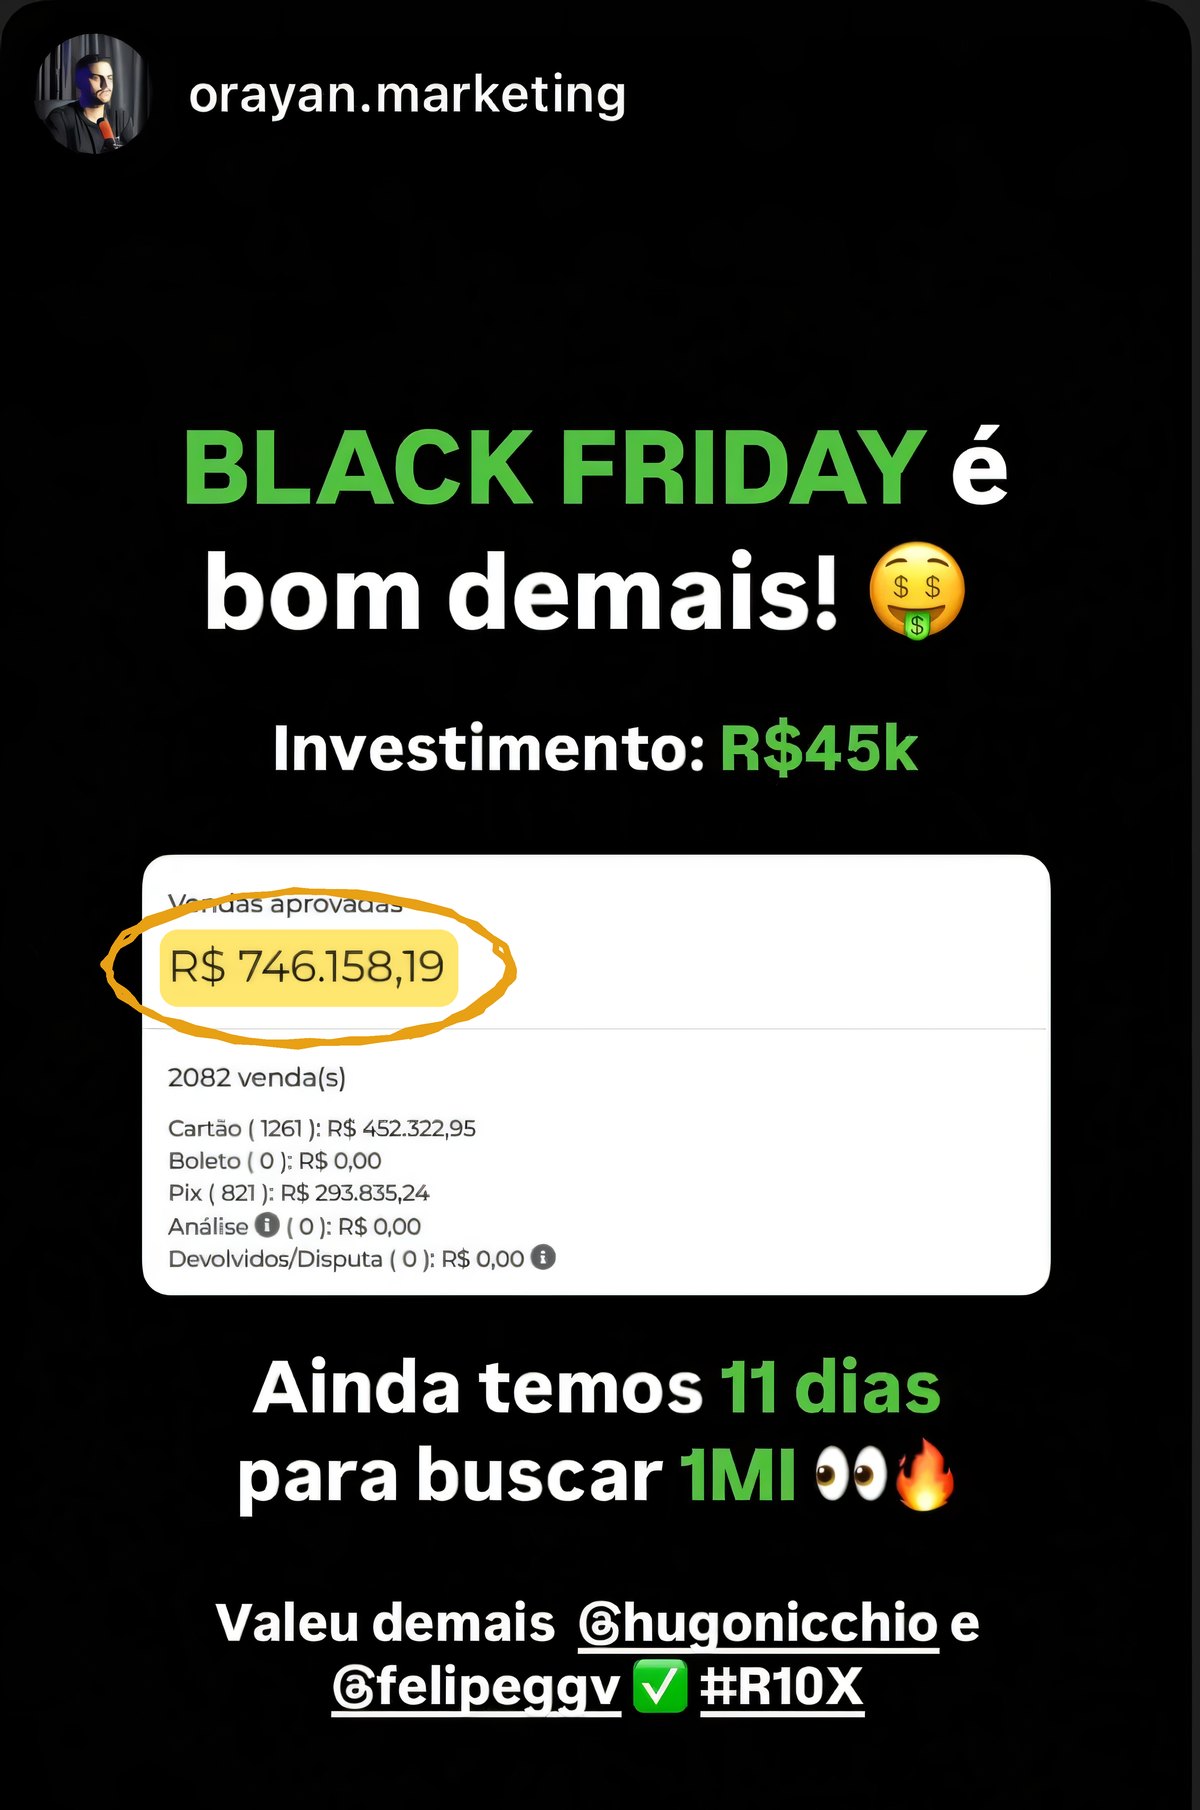 orayan.marketing
BLACK FRIDAY é
bom demais! 🤑
Investimento: R$45k
Vendas aprovadas
R$ 746.158,19
2082 venda(s)
Cartão ( 1261 ): R$ 452.322,95
Boleto ( 0 ): R$ 0,00
Pix ( 821 ): R$ 293.835,24
Análise ℹ ( 0 ): R$ 0,00
Devolvidos/Disputa ( 0 ): R$ 0,00 ℹ
Ainda temos 11 dias
para buscar 1MI 👀🔥
Valeu demais @hugonicchio e
@felipeggv ✅ #R10X